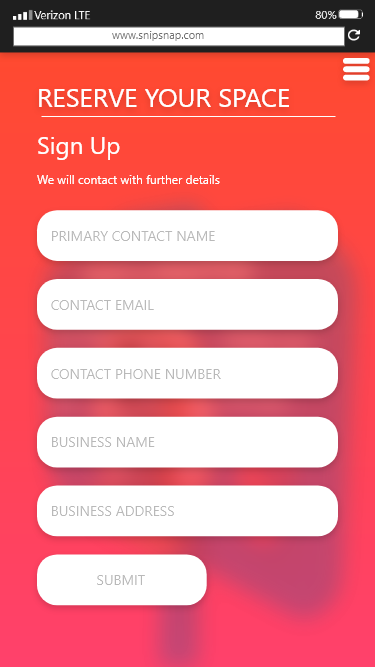 Verizon LTE 80%
www.snipsnap.com
RESERVE YOUR SPACE
Sign Up
We will contact with further details
PRIMARY CONTACT NAME
CONTACT EMAIL
CONTACT PHONE NUMBER
BUSINESS NAME
BUSINESS ADDRESS
SUBMIT